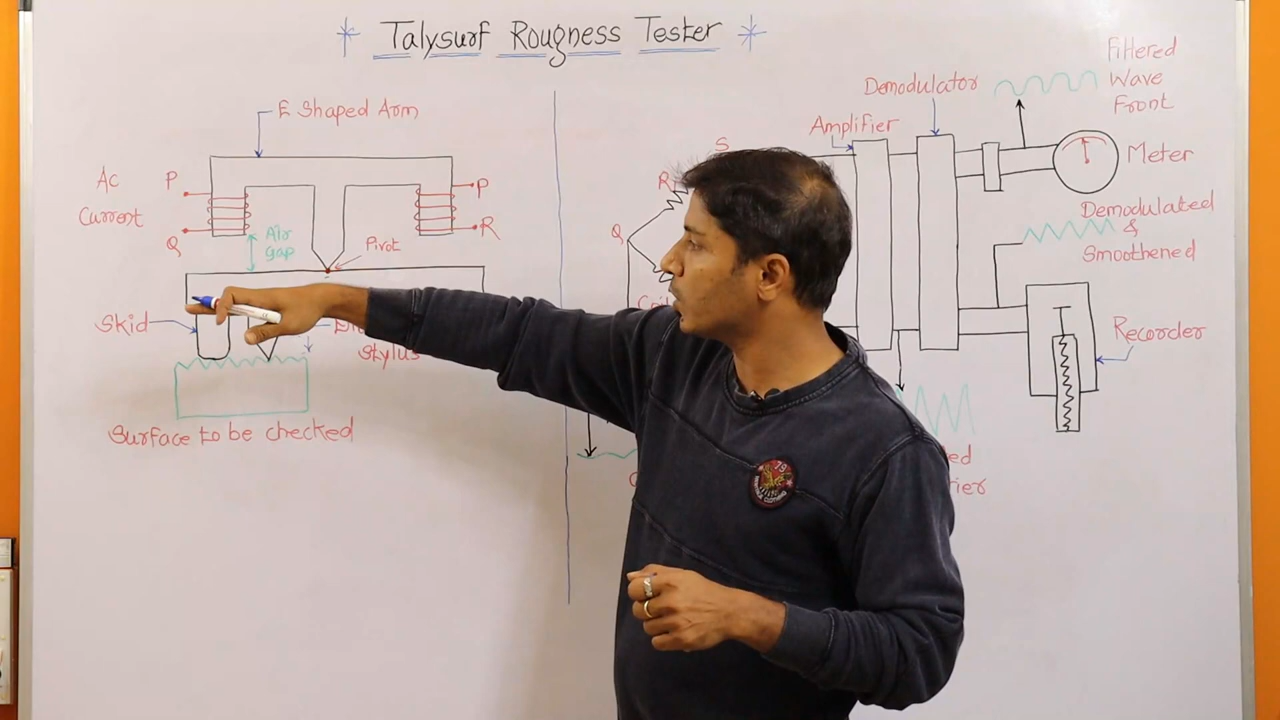 Talysurf Rougness Tester
E Shaped Arm
AC
Current
P
Q
Air
gap
Pivot
P
R
Skid
Stylus
Surface to be checked
S
R
Q
Amplifier
Demodulator
Filtered
Wave
Front
Meter
Demodulated
&
Smoothened
Recorder